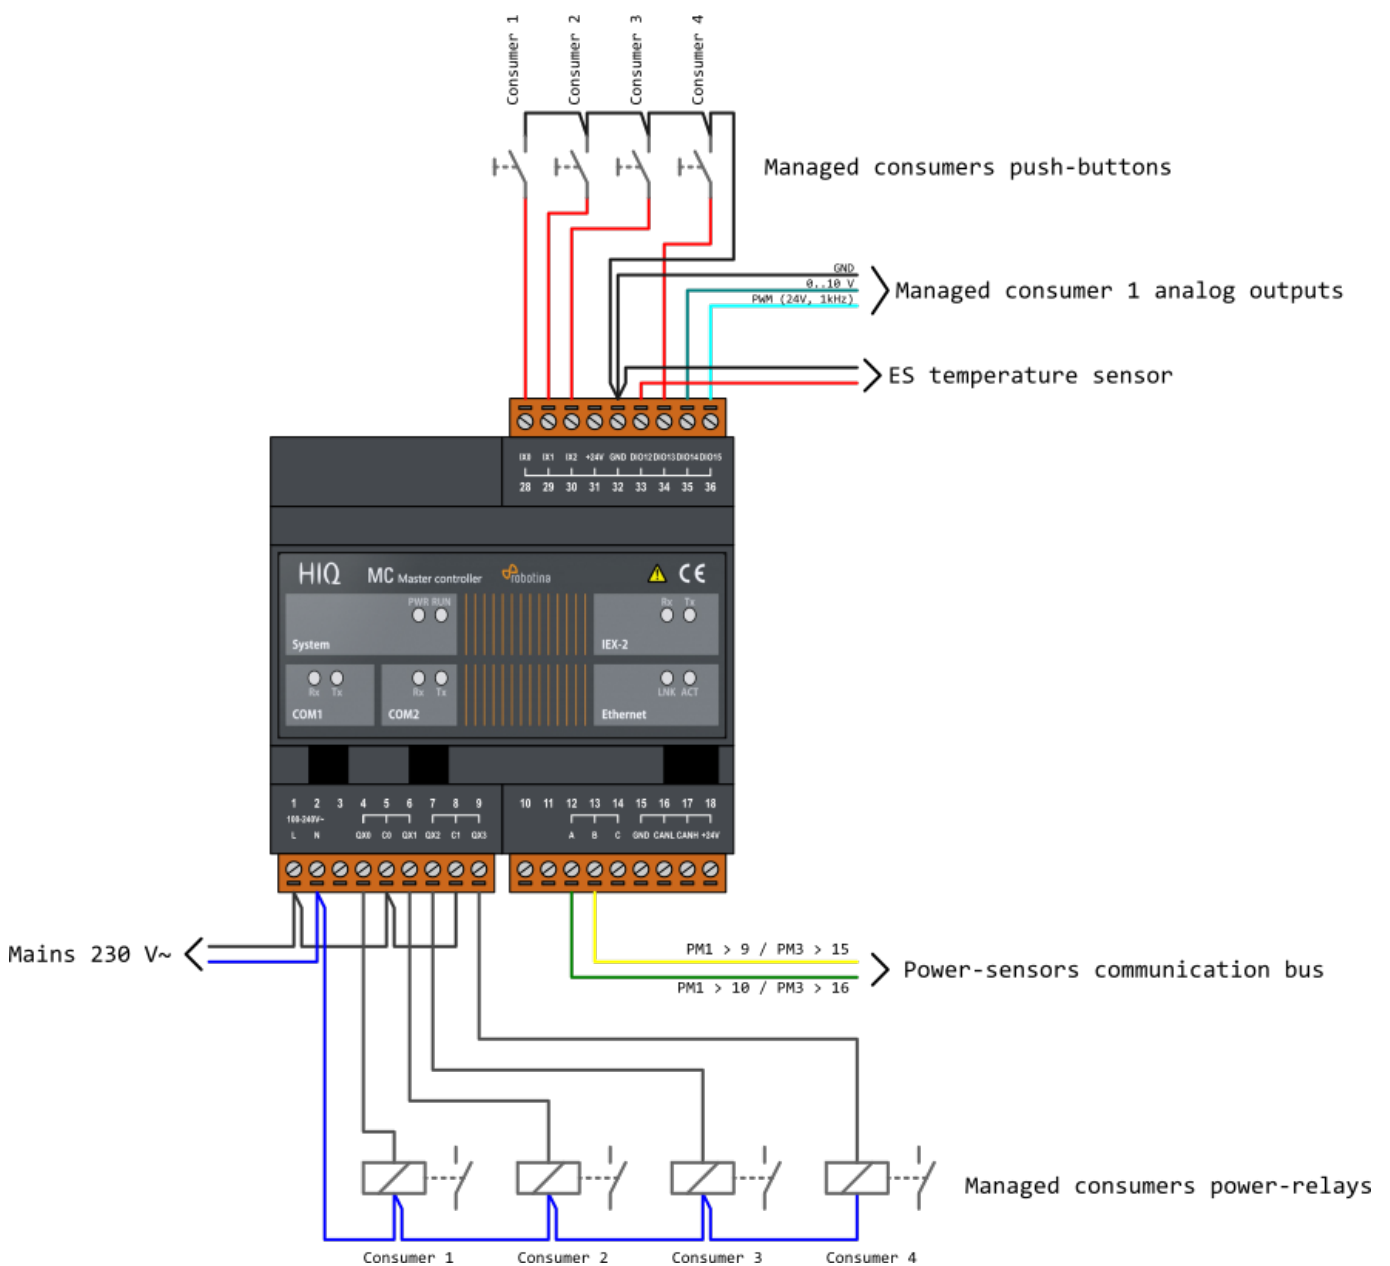 Consumer 1
Consumer 2
Consumer 3
Consumer 4
Managed consumers push-buttons
GND
0..10 V
PWM (24V, 1kHz)
Managed consumer 1 analog outputs
ES temperature sensor
IX0 IX1 IX2 +24V GND DIO12 DIO13 DIO14 DIO15
28 29 30 31 32 33 34 35 36
HIQ MC Master controller robotina CE
PWR RUN
System
Rx Tx
IEX-2
Rx Tx
COM1
Rx Tx
COM2
LNK ACT
Ethernet
1 2 3 4 5 6 7 8 9
100-240V~
L N QX0 C0 QX1 QX2 C1 QX3
10 11 12 13 14 15 16 17 18
A B C GND CANL CANH +24V
Mains 230 V~
PM1 > 9 / PM3 > 15
PM1 > 10 / PM3 > 16
Power-sensors communication bus
Managed consumers power-relays
Consumer 1
Consumer 2
Consumer 3
Consumer 4